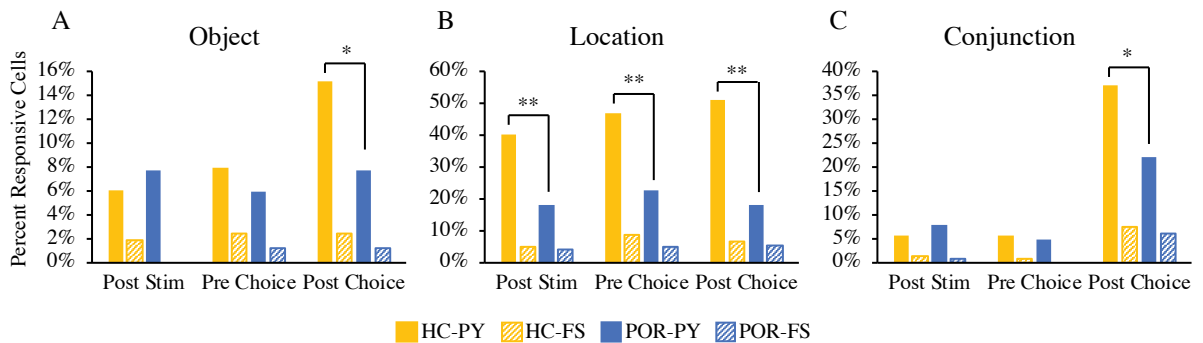 A
Object
Percent Responsive Cells
16%
14%
12%
10%
8%
6%
4%
2%
0%
*
Post Stim Pre Choice Post Choice
B
Location
60%
50%
40%
30%
20%
10%
0%
**
**
**
Post Stim Pre Choice Post Choice
C
Conjunction
40%
35%
30%
25%
20%
15%
10%
5%
0%
*
Post Stim Pre Choice Post Choice
HC-PY HC-FS POR-PY POR-FS